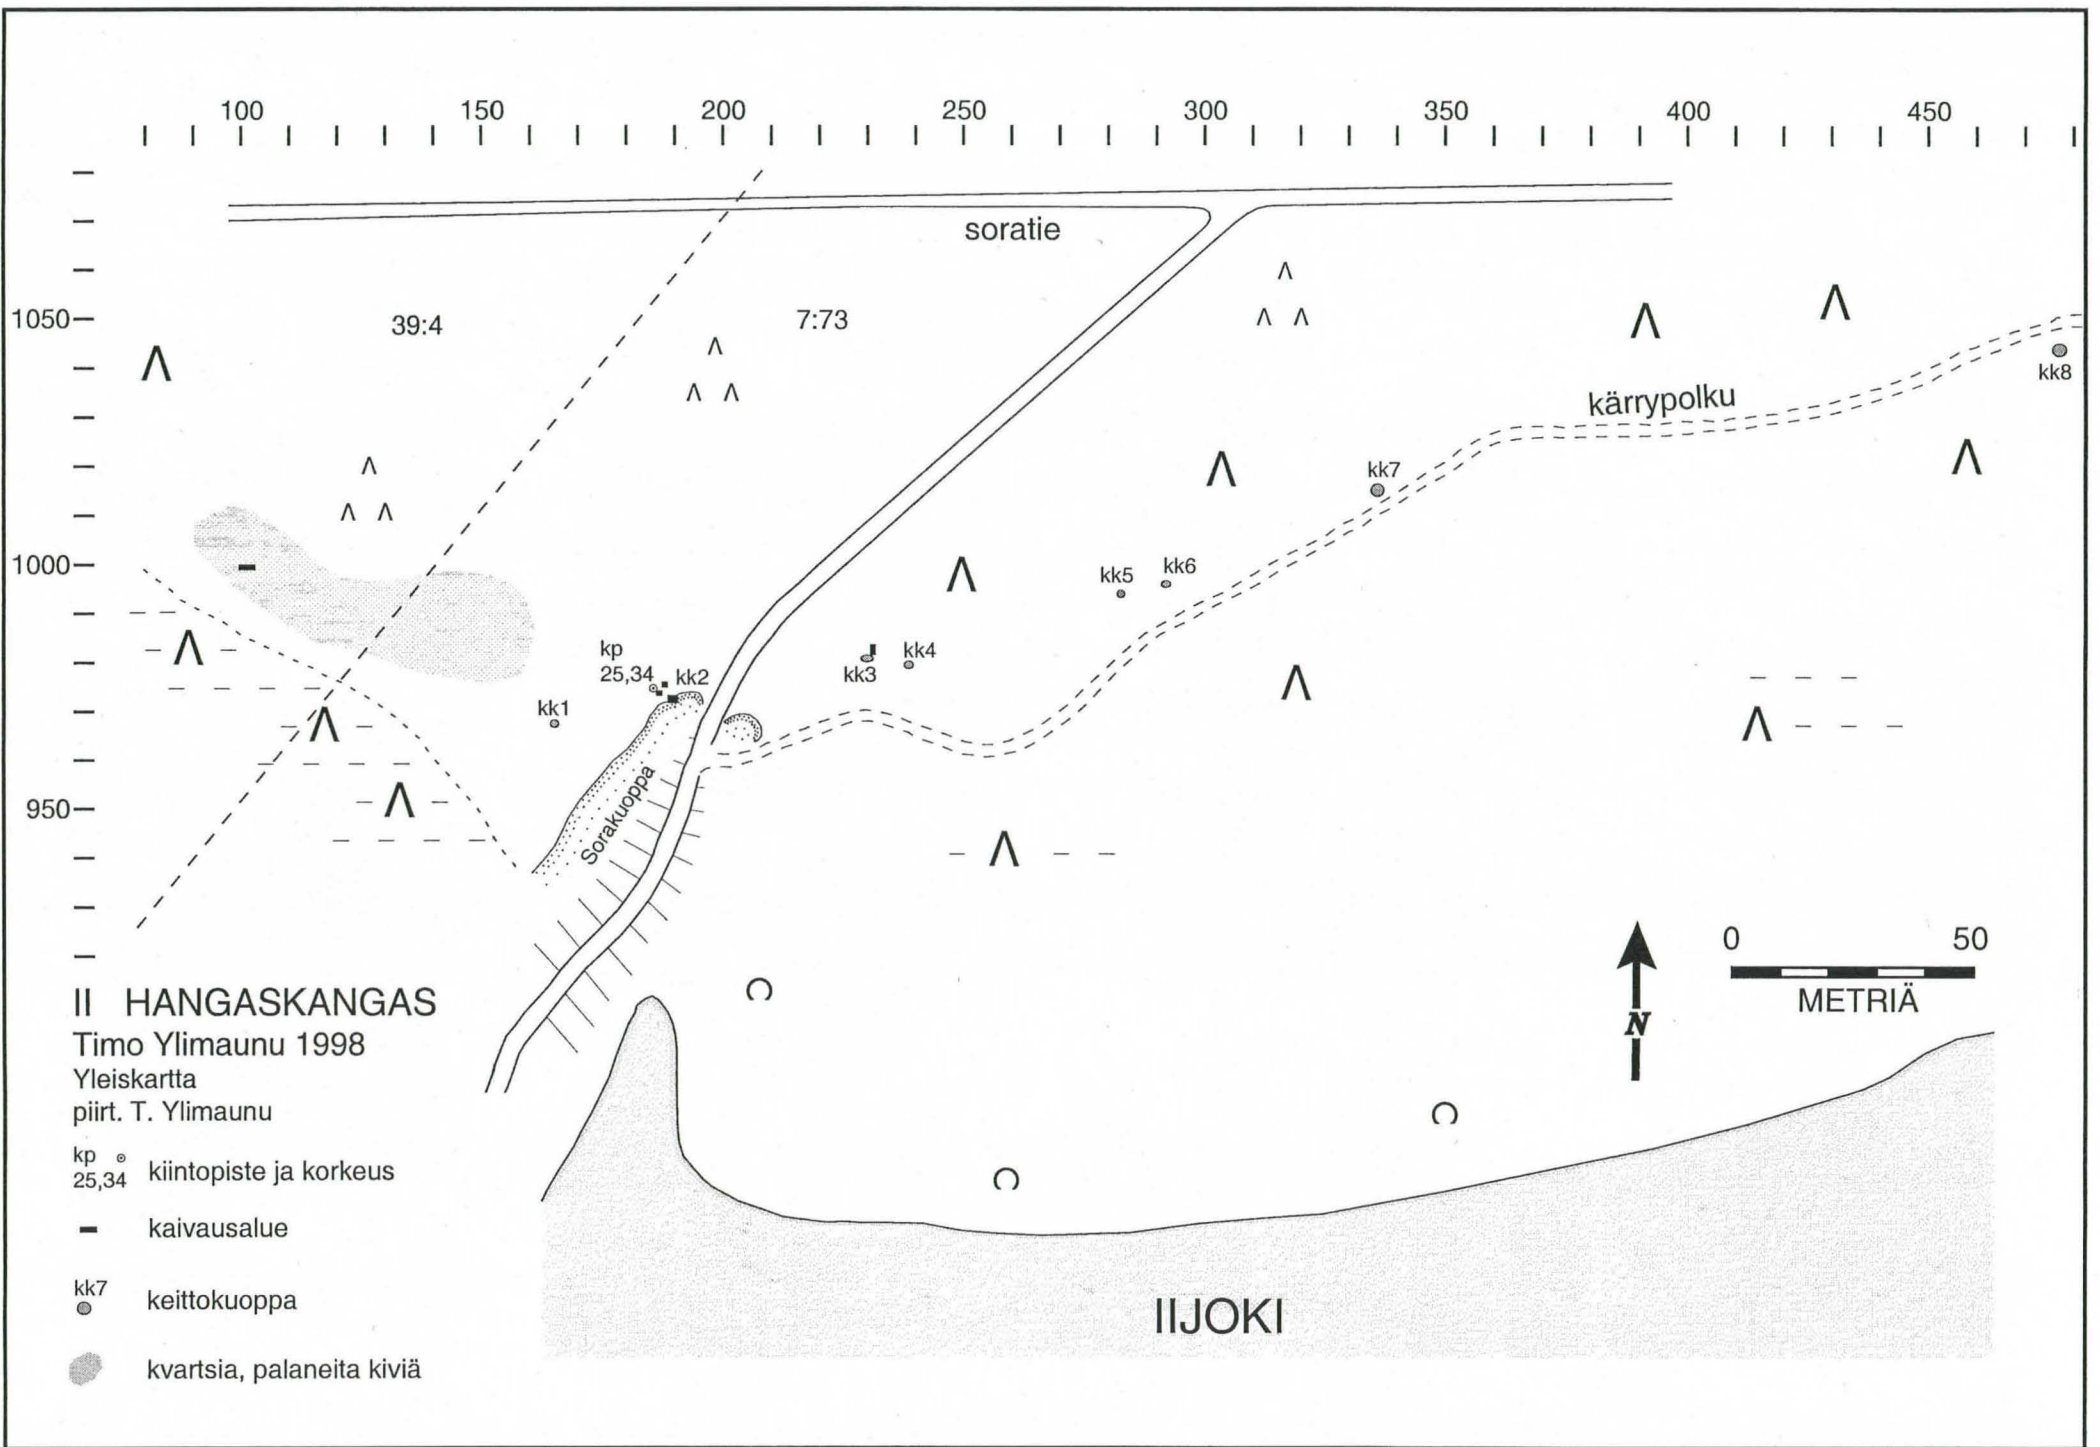 100 150 200 250 300 350 400 450
soratie
1050
39:4
7:73
kk8
kärrypolku
kk7
1000
kk5
kk6
kp
25,34
kk2
kk3
kk4
kk1
950
Sorakuoppa
0 50
METRIÄ
N
II HANGASKANGAS
Timo Ylimaunu 1998
Yleiskartta
piirt. T. Ylimaunu
kp
25,34 kiintopiste ja korkeus
kaivausalue
kk7
keittokuoppa
kvartsia, palaneita kiviä
IIJOKI